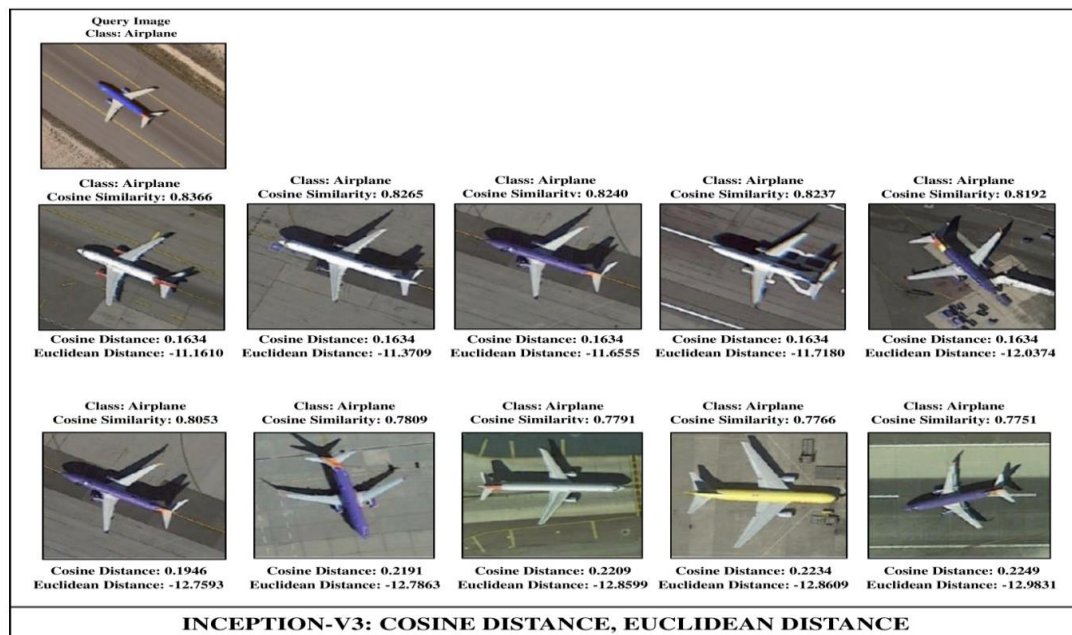 Query Image
Class: Airplane
Class: Airplane
Cosine Similarity: 0.8366
Class: Airplane
Cosine Similarity: 0.8265
Class: Airplane
Cosine Similarity: 0.8240
Class: Airplane
Cosine Similarity: 0.8237
Class: Airplane
Cosine Similarity: 0.8192
Cosine Distance: 0.1634
Euclidean Distance: -11.1610
Cosine Distance: 0.1634
Euclidean Distance: -11.3709
Cosine Distance: 0.1634
Euclidean Distance: -11.6555
Cosine Distance: 0.1634
Euclidean Distance: -11.7180
Cosine Distance: 0.1634
Euclidean Distance: -12.0374
Class: Airplane
Cosine Similarity: 0.8053
Class: Airplane
Cosine Similarity: 0.7809
Class: Airplane
Cosine Similarity: 0.7791
Class: Airplane
Cosine Similarity: 0.7766
Class: Airplane
Cosine Similarity: 0.7751
Cosine Distance: 0.1946
Euclidean Distance: -12.7593
Cosine Distance: 0.2191
Euclidean Distance: -12.7863
Cosine Distance: 0.2209
Euclidean Distance: -12.8599
Cosine Distance: 0.2234
Euclidean Distance: -12.8609
Cosine Distance: 0.2249
Euclidean Distance: -12.9831
INCEPTION-V3: COSINE DISTANCE, EUCLIDEAN DISTANCE